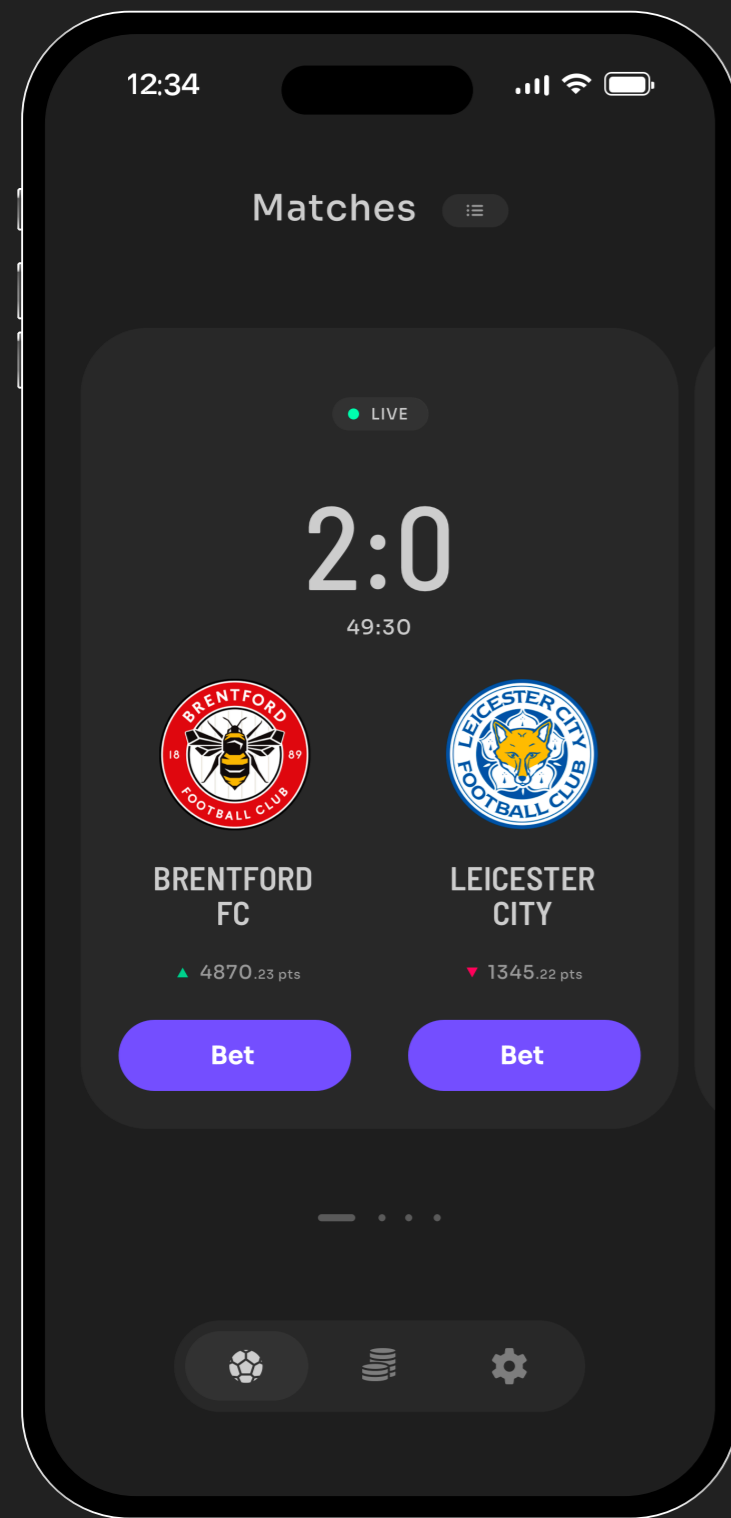 12:34
Matches
LIVE
2:0
49:30
BRENTFORD
18 89
FOOTBALL CLUB
LEICESTER CITY
FOOTBALL CLUB
BRENTFORD
FC
LEICESTER
CITY
4870.23 pts
1345.22 pts
Bet
Bet